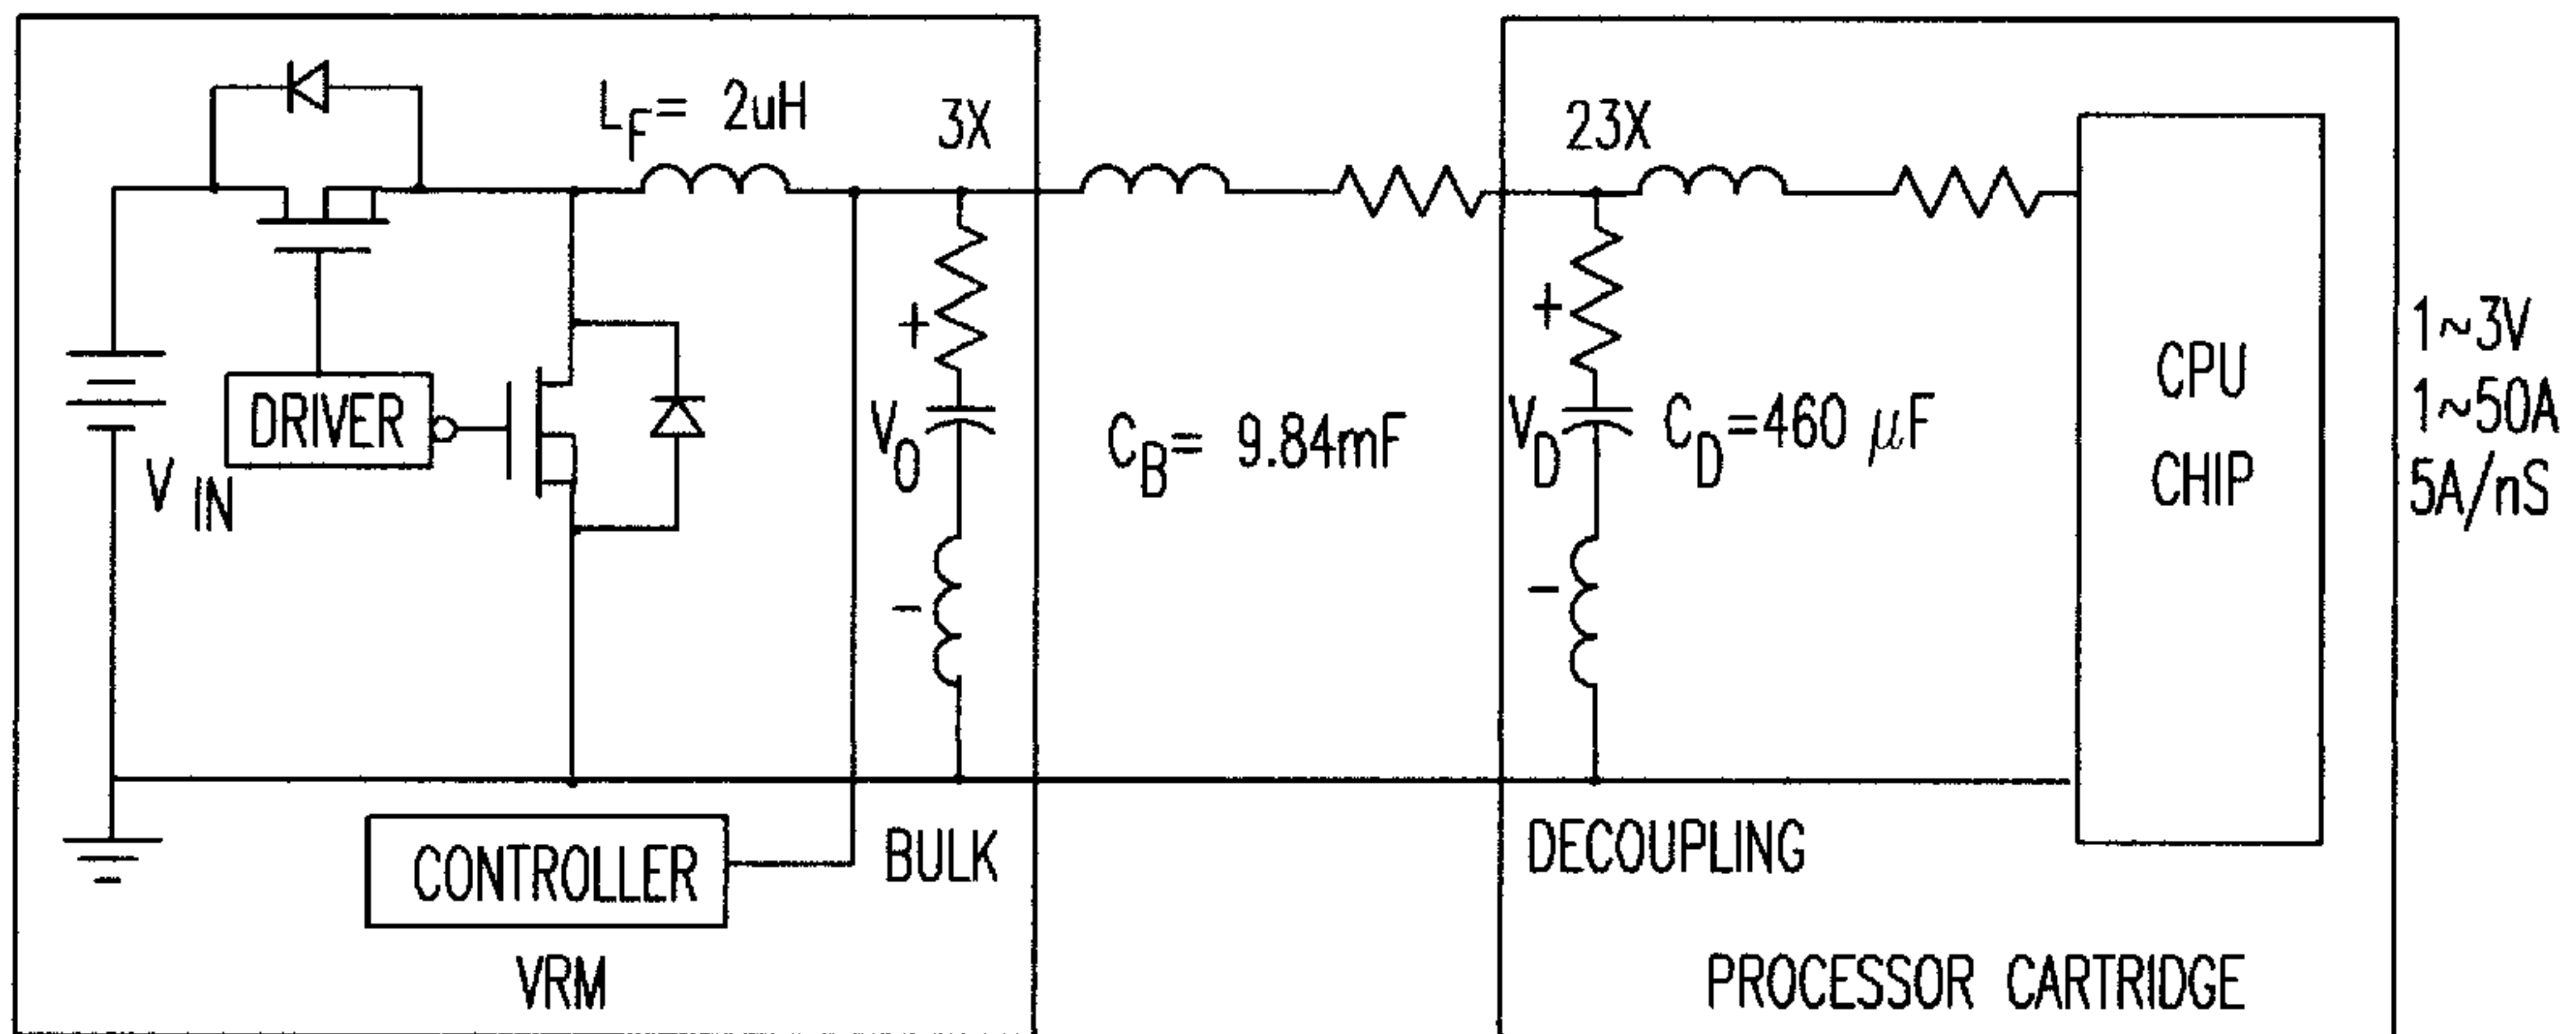 L_F= 2uH
3X
23X
+
+
1~3V
1~50A
5A/nS
CPU
CHIP
DRIVER
V_IN
V_O
C_B= 9.84mF
V_D
C_D=460 μF
-
-
CONTROLLER
BULK
DECOUPLING
VRM
PROCESSOR CARTRIDGE